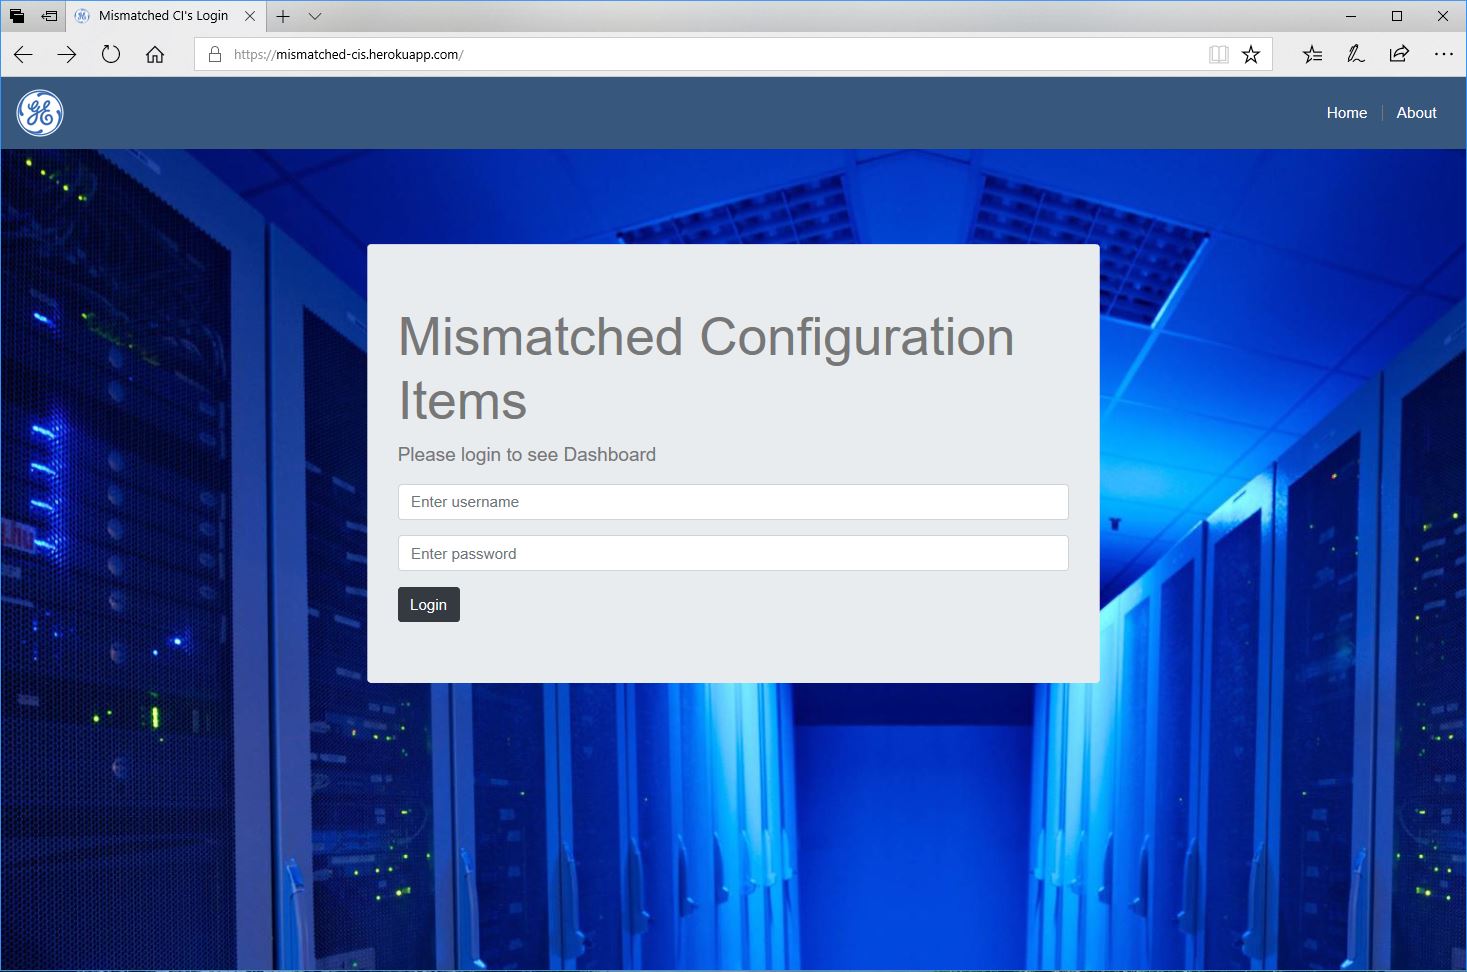 Mismatched CI's Login
https://mismatched-cis.herokuapp.com/
GE
Home
About
Mismatched Configuration
Items
Please login to see Dashboard
Enter username
Enter password
Login